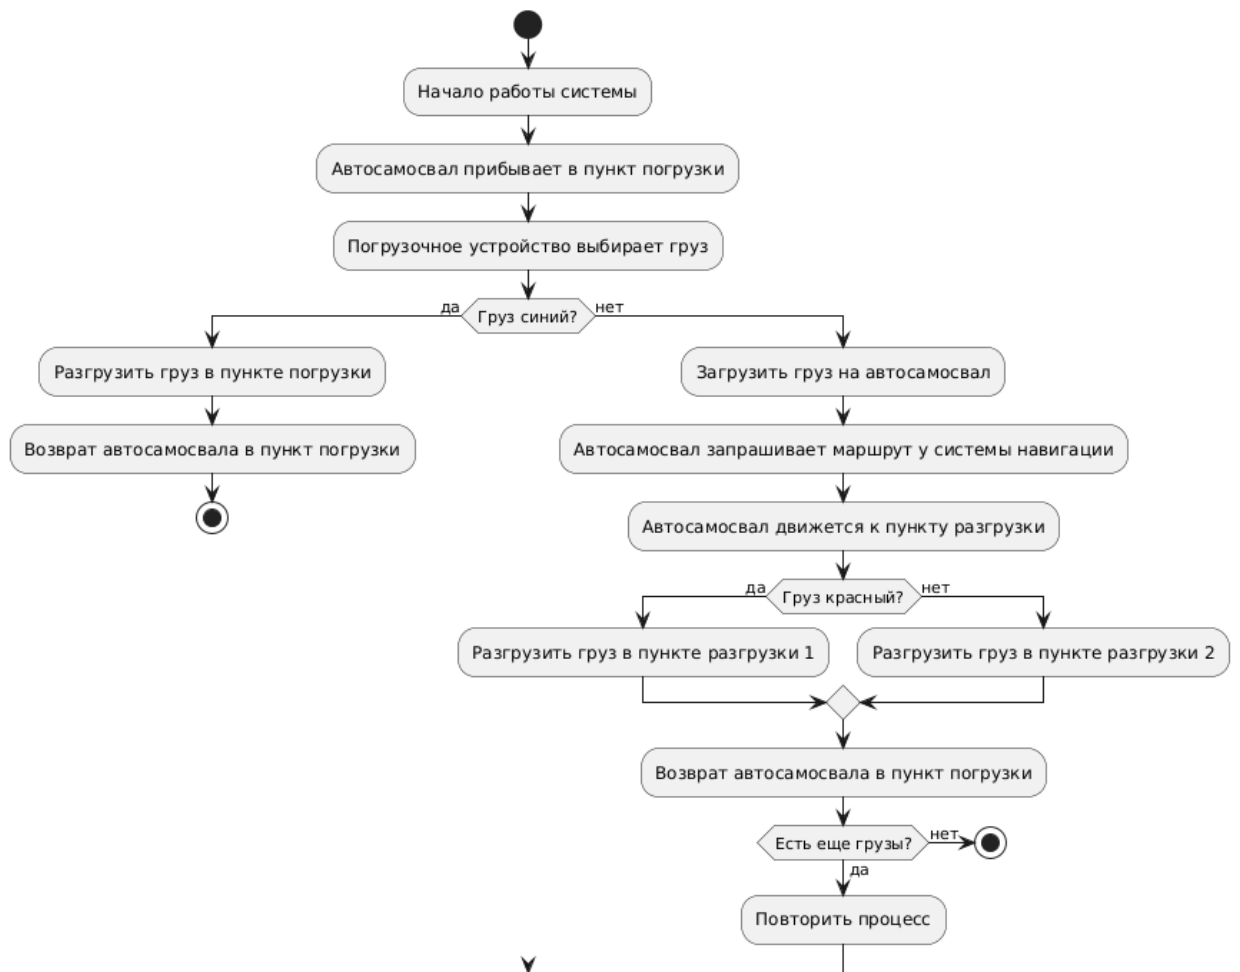 Начало работы системы
Автосамосвал прибывает в пункт погрузки
Погрузочное устройство выбирает груз
да
Груз синий?
нет
Разгрузить груз в пункте погрузки
Загрузить груз на автосамосвал
Возврат автосамосвала в пункт погрузки
Автосамосвал запрашивает маршрут у системы навигации
Автосамосвал движется к пункту разгрузки
да
Груз красный?
нет
Разгрузить груз в пункте разгрузки 1
Разгрузить груз в пункте разгрузки 2
Возврат автосамосвала в пункт погрузки
Есть еще грузы?
нет
да
Повторить процесс